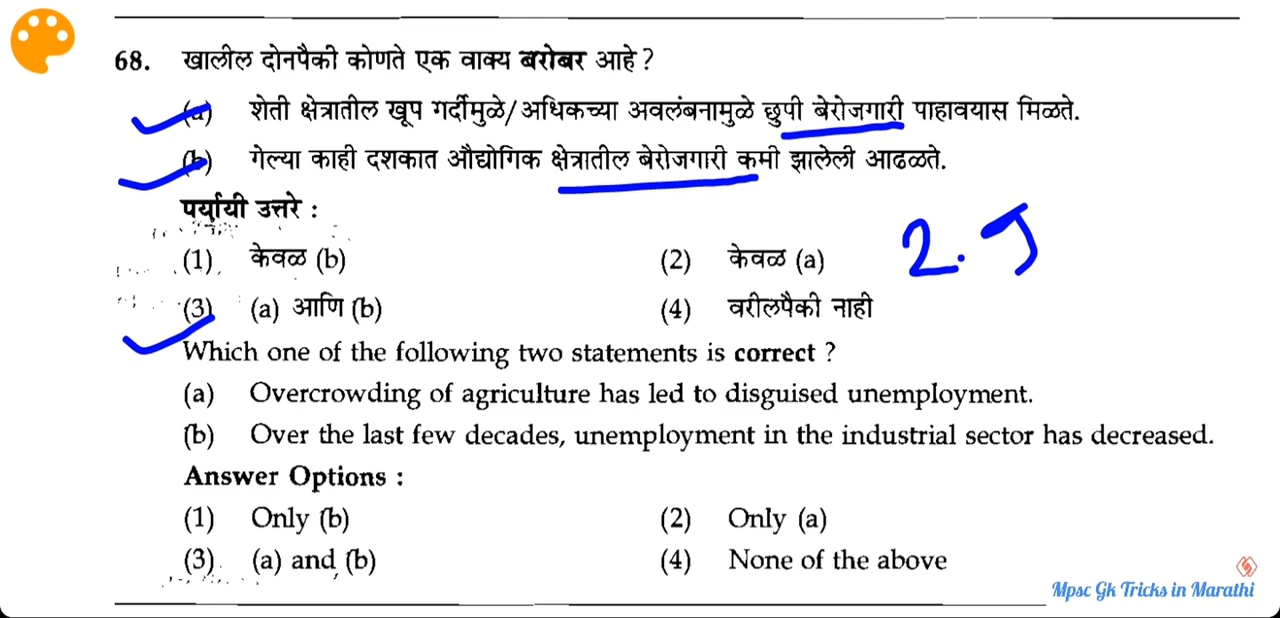 68. खालील दोनपैकी कोणते एक वाक्य बरोबर आहे ?
(a) शेती क्षेत्रातील खूप गर्दीमुळे/अधिकच्या अवलंबनामुळे छुपी बेरोजगारी पाहावयास मिळते.
(b) गेल्या काही दशकात औद्योगिक क्षेत्रातील बेरोजगारी कमी झालेली आढळते.
पर्यायी उत्तरे :
(1) केवळ (b) (2) केवळ (a)
2.
(3) (a) आणि (b) (4) वरीलपैकी नाही
Which one of the following two statements is correct ?
(a) Overcrowding of agriculture has led to disguised unemployment.
(b) Over the last few decades, unemployment in the industrial sector has decreased.
Answer Options :
(1) Only (b) (2) Only (a)
(3) (a) and (b) (4) None of the above
Mpsc Gk Tricks in Marathi